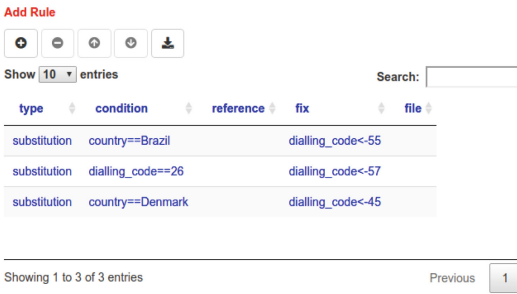 Add Rule
Show 10 entries
Search:
type condition reference fix file
substitution country==Brazil dialling_code<-55
substitution dialling_code==26 dialling_code<-57
substitution country==Denmark dialling_code<-45
Showing 1 to 3 of 3 entries
Previous 1